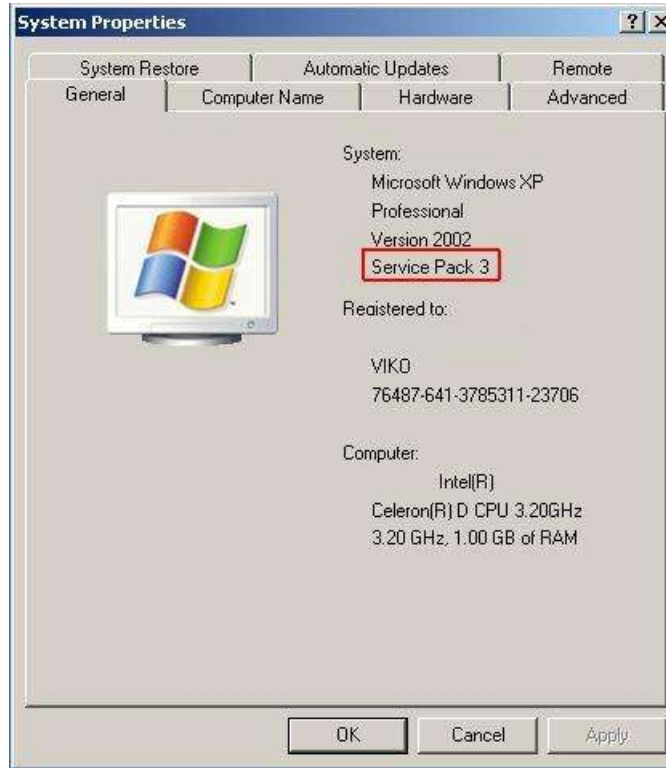 System Properties
System Restore Automatic Updates Remote
General Computer Name Hardware Advanced
System:
Microsoft Windows XP
Professional
Version 2002
Service Pack 3
Registered to:
VIKO
76487-641-3785311-23706
Computer:
Intel(R)
Celeron(R) D CPU 3.20GHz
3.20 GHz, 1.00 GB of RAM
OK Cancel Apply